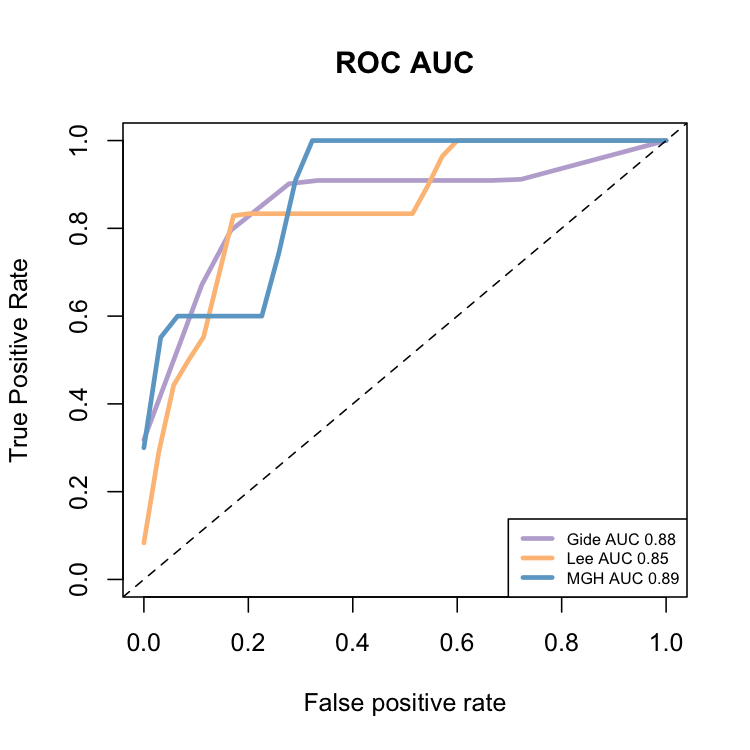 ROC AUC
True Positive Rate
1.0
0.8
0.6
0.4
0.2
0.0
Gide AUC 0.88
Lee AUC 0.85
MGH AUC 0.89
0.0 0.2 0.4 0.6 0.8 1.0
False positive rate